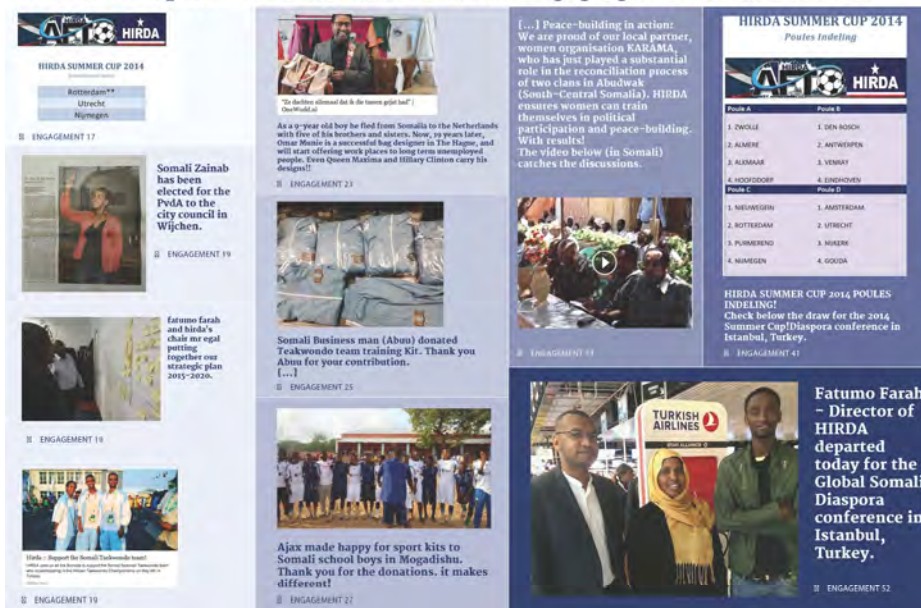 HIRDA
HIRDA SUMMER CUP 2014
Rotterdam**
Utrecht
Nijmegen
ENGAGEMENT 17
Somali Zainab
has been
elected for the
PvdA to the
city council in
Wijchen.
ENGAGEMENT 19
fatumo farah
and hirda's
chair mr egal
putting
together our
strategic plan
2015-2020.
ENGAGEMENT 19
Hirda - Support the Somali Taekwondo team!
ENGAGEMENT 19
"Ze dachten allemaal dat ik die tassen gejat had" |
OneWorld.nl
As a 9-year old boy he fled from Somalia to the Netherlands
with five of his brothers and sisters. Now, 19 years later,
Omar Munie is a successful bag designer in The Hague, and
will start offering work places to long term unemployed
people. Even Queen Maxima and Hillary Clinton carry his
designs!!
ENGAGEMENT 23
Somali Business man (Abuu) donated
Teakwondo team training Kit. Thank you
Abuu for your contribution.
[...]
ENGAGEMENT 25
Ajax made happy for sport kits to
Somali school boys in Mogadishu.
Thank you for the donations. it makes
different!
ENGAGEMENT 27
[...] Peace-building in action:
We are proud of our local partner,
women organisation KARAMA,
who has just played a substantial
role in the reconciliation process
of two clans in Abudwak
(South-Central Somalia). HIRDA
ensures women can train
themselves in political
participation and peace-building.
With results!
The video below (in Somali)
catches the discussions.
ENGAGEMENT
HIRDA SUMMER CUP 2014
Poules Indeling
HIRDA
Poule A Poule B
1. ZWOLLE 1. DEN BOSCH
2. ALMERE 2. ANTWERPEN
3. ALKMAAR 3. VENRAY
4. HOOFDDORP 4. EINDHOVEN
Poule C Poule D
1. NIEUWEGEIN 1. AMSTERDAM
2. ROTTERDAM 2. UTRECHT
3. PURMEREND 3. NIJKERK
4. NIJMEGEN 4. GOUDA
HIRDA SUMMER CUP 2014 POULES
INDELING!
Check below the draw for the 2014
Summer Cup!Diaspora conference in
Istanbul, Turkey.
ENGAGEMENT 41
TURKISH
AIRLINES
STAR ALLIANCE
Fatumo Farah
– Director of
HIRDA
departed
today for the
Global Somali
Diaspora
conference in
Istanbul,
Turkey.
ENGAGEMENT 52